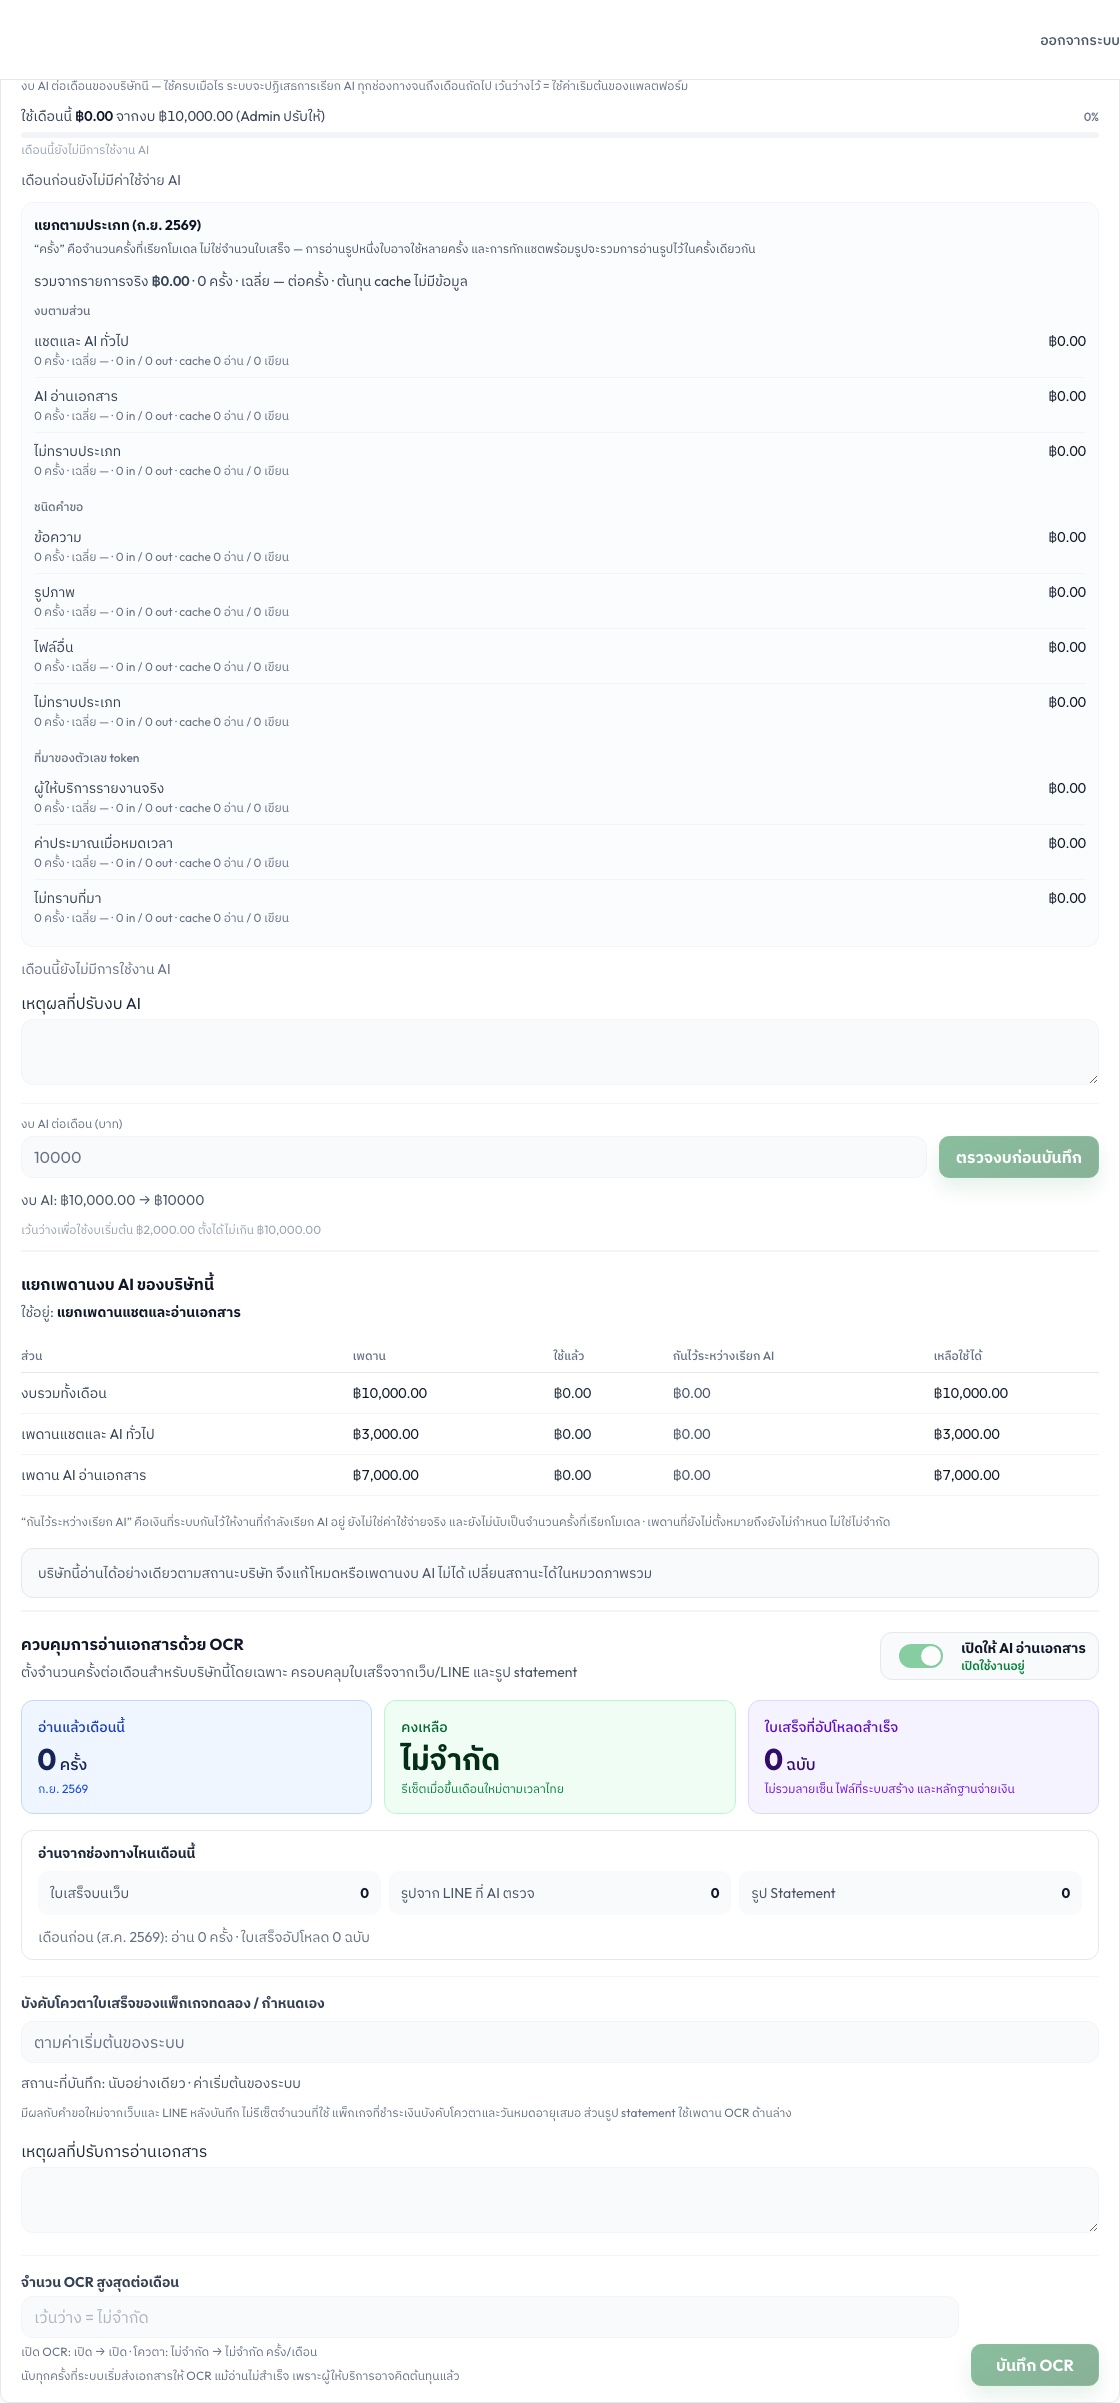 ออกจากระบบ
งบ AI ต่อเดือนของบริษัทนี้ — ใช้ครบเมื่อไร ระบบจะปฏิเสธการเรียก AI ทุกช่องทางจนถึงเดือนถัดไป เว้นว่างไว้ = ใช้ค่าเริ่มต้นของแพลตฟอร์ม
ใช้เดือนนี้ ฿0.00 จากงบ ฿10,000.00 (Admin ปรับให้)
0%
เดือนนี้ยังไม่มีการใช้งาน AI
เดือนก่อนยังไม่มีค่าใช้จ่าย AI
แยกตามประเภท (ก.ย. 2569)
“ครั้ง” คือจำนวนครั้งที่เรียกโมเดล ไม่ใช่จำนวนใบเสร็จ — การอ่านรูปหนึ่งใบอาจใช้หลายครั้ง และการทักแชตพร้อมรูปจะรวมการอ่านรูปไว้ในครั้งเดียวกัน
รวมจากรายการจริง ฿0.00 · 0 ครั้ง · เฉลี่ย — ต่อครั้ง · ต้นทุน cache ไม่มีข้อมูล
งบตามส่วน
แชตและ AI ทั่วไป ฿0.00
0 ครั้ง · เฉลี่ย — · 0 in / 0 out · cache 0 อ่าน / 0 เขียน
AI อ่านเอกสาร ฿0.00
0 ครั้ง · เฉลี่ย — · 0 in / 0 out · cache 0 อ่าน / 0 เขียน
ไม่ทราบประเภท ฿0.00
0 ครั้ง · เฉลี่ย — · 0 in / 0 out · cache 0 อ่าน / 0 เขียน
ชนิดคำขอ
ข้อความ ฿0.00
0 ครั้ง · เฉลี่ย — · 0 in / 0 out · cache 0 อ่าน / 0 เขียน
รูปภาพ ฿0.00
0 ครั้ง · เฉลี่ย — · 0 in / 0 out · cache 0 อ่าน / 0 เขียน
ไฟล์อื่น ฿0.00
0 ครั้ง · เฉลี่ย — · 0 in / 0 out · cache 0 อ่าน / 0 เขียน
ไม่ทราบประเภท ฿0.00
0 ครั้ง · เฉลี่ย — · 0 in / 0 out · cache 0 อ่าน / 0 เขียน
ที่มาของตัวเลข token
ผู้ให้บริการรายงานจริง ฿0.00
0 ครั้ง · เฉลี่ย — · 0 in / 0 out · cache 0 อ่าน / 0 เขียน
ค่าประมาณเมื่อหมดเวลา ฿0.00
0 ครั้ง · เฉลี่ย — · 0 in / 0 out · cache 0 อ่าน / 0 เขียน
ไม่ทราบที่มา ฿0.00
0 ครั้ง · เฉลี่ย — · 0 in / 0 out · cache 0 อ่าน / 0 เขียน
เดือนนี้ยังไม่มีการใช้งาน AI
เหตุผลที่ปรับงบ AI
งบ AI ต่อเดือน (บาท)
10000
ตรวจงบก่อนบันทึก
งบ AI: ฿10,000.00 → ฿10000
เว้นว่างเพื่อใช้งบเริ่มต้น ฿2,000.00 ตั้งได้ไม่เกิน ฿10,000.00
แยกเพดานงบ AI ของบริษัทนี้
ใช้อยู่: แยกเพดานแชตและอ่านเอกสาร
ส่วน เพดาน ใช้แล้ว กันไว้ระหว่างเรียก AI เหลือใช้ได้
งบรวมทั้งเดือน ฿10,000.00 ฿0.00 ฿0.00 ฿10,000.00
เพดานแชตและ AI ทั่วไป ฿3,000.00 ฿0.00 ฿0.00 ฿3,000.00
เพดาน AI อ่านเอกสาร ฿7,000.00 ฿0.00 ฿0.00 ฿7,000.00
“กันไว้ระหว่างเรียก AI” คือเงินที่ระบบกันไว้ให้งานที่กำลังเรียก AI อยู่ ยังไม่ใช่ค่าใช้จ่ายจริง และยังไม่นับเป็นจำนวนครั้งที่เรียกโมเดล · เพดานที่ยังไม่ตั้งหมายถึงยังไม่กำหนด ไม่ใช่ไม่จำกัด
บริษัทนี้อ่านได้อย่างเดียวตามสถานะบริษัท จึงแก้โหมดหรือเพดานงบ AI ไม่ได้ เปลี่ยนสถานะได้ในหมวดภาพรวม
ควบคุมการอ่านเอกสารด้วย OCR
ตั้งจำนวนครั้งต่อเดือนสำหรับบริษัทนี้โดยเฉพาะ ครอบคลุมใบเสร็จจากเว็บ/LINE และรูป statement
เปิดให้ AI อ่านเอกสาร
เปิดใช้งานอยู่
อ่านแล้วเดือนนี้
0 ครั้ง
ก.ย. 2569
คงเหลือ
ไม่จำกัด
รีเซ็ตเมื่อขึ้นเดือนใหม่ตามเวลาไทย
ใบเสร็จที่อัปโหลดสำเร็จ
0 ฉบับ
ไม่รวมลายเซ็น ไฟล์ที่ระบบสร้าง และหลักฐานจ่ายเงิน
อ่านจากช่องทางไหนเดือนนี้
ใบเสร็จบนเว็บ 0
รูปจาก LINE ที่ AI ตรวจ 0
รูป Statement 0
เดือนก่อน (ส.ค. 2569): อ่าน 0 ครั้ง · ใบเสร็จอัปโหลด 0 ฉบับ
บังคับโควตาใบเสร็จของแพ็กเกจทดลอง / กำหนดเอง
ตามค่าเริ่มต้นของระบบ
สถานะที่บันทึก: นับอย่างเดียว · ค่าเริ่มต้นของระบบ
มีผลกับคำขอใหม่จากเว็บและ LINE หลังบันทึก ไม่รีเซ็ตจำนวนที่ใช้ แพ็กเกจที่ชำระเงินบังคับโควตาและวันหมดอายุเสมอ ส่วนรูป statement ใช้เพดาน OCR ด้านล่าง
เหตุผลที่ปรับการอ่านเอกสาร
จำนวน OCR สูงสุดต่อเดือน
เว้นว่าง = ไม่จำกัด
เปิด OCR: เปิด → เปิด · โควตา: ไม่จำกัด → ไม่จำกัด ครั้ง/เดือน
นับทุกครั้งที่ระบบเริ่มส่งเอกสารให้ OCR แม้อ่านไม่สำเร็จ เพราะผู้ให้บริการอาจคิดต้นทุนแล้ว
บันทึก OCR